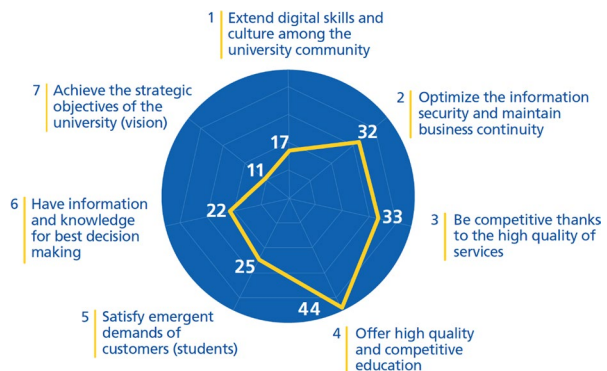 1 Extend digital skills and
culture among the
university community
2 Optimize the information
security and maintain
business continuity
3 Be competitive thanks
to the high quality of
services
4 Offer high quality
and competitive
education
5 Satisfy emergent
demands of
customers (students)
6 Have information
and knowledge
for best decision
making
7 Achieve the strategic
objectives of the
university (vision)
17
32
33
44
25
22
11